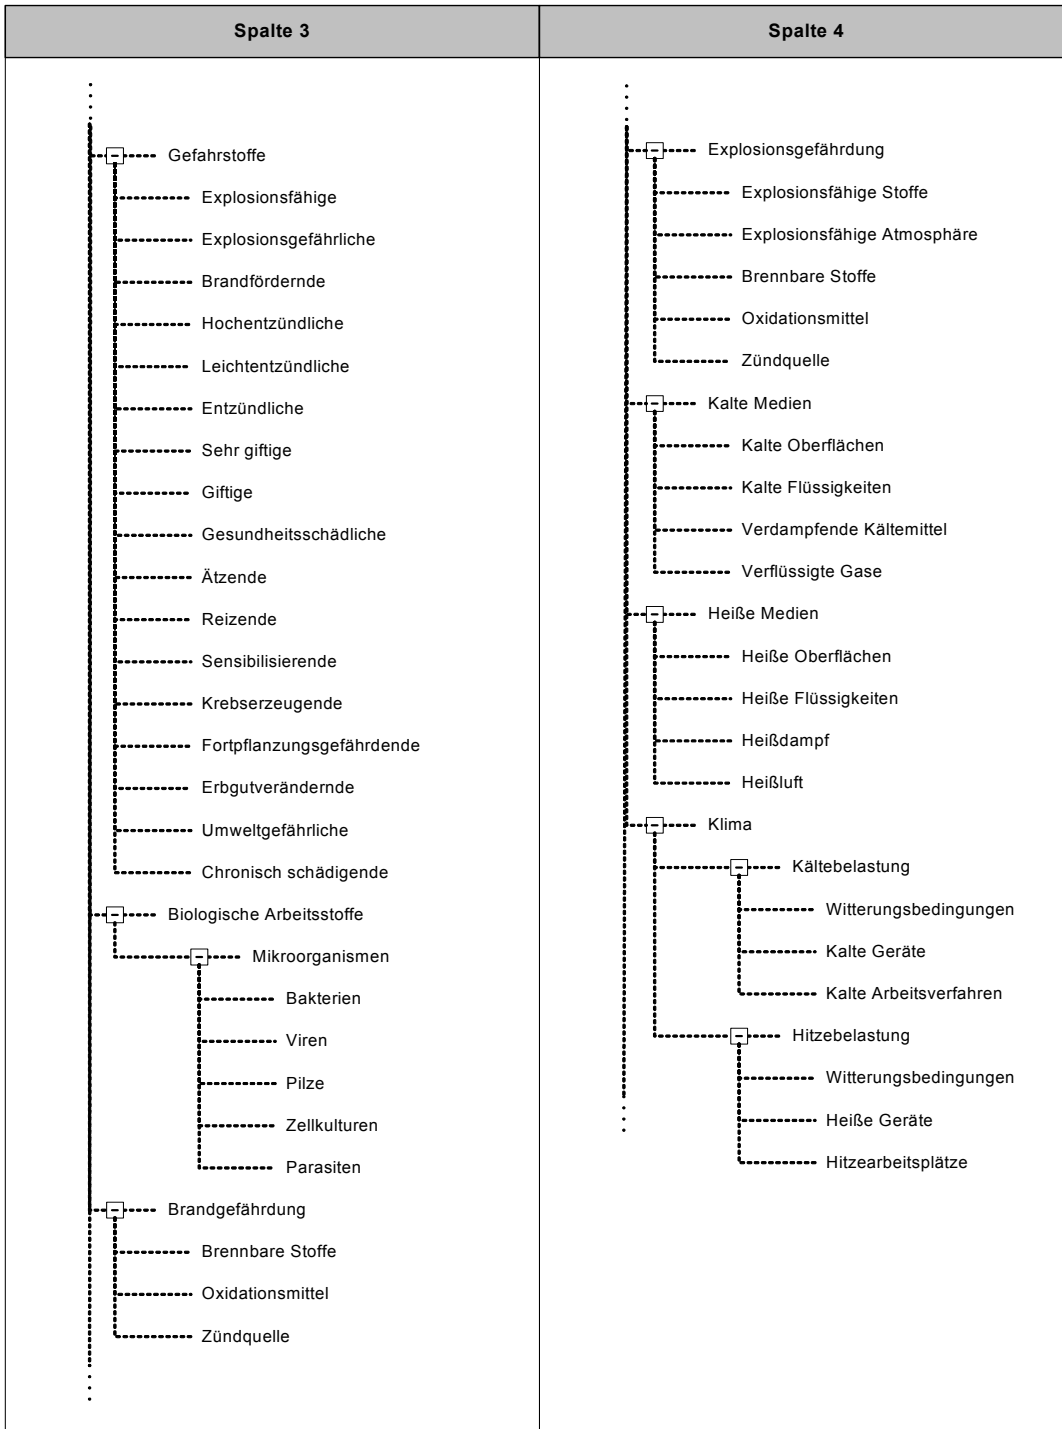 Spalte 3
Gefahrstoffe
Explosionsfähige
Explosionsgefährliche
Brandfördernde
Hochentzündliche
Leichtentzündliche
Entzündliche
Sehr giftige
Giftige
Gesundheitsschädliche
Ätzende
Reizende
Sensibilisierende
Krebserzeugende
Fortpflanzungsgefährdende
Erbgutverändernde
Umweltgefährliche
Chronisch schädigende
Biologische Arbeitsstoffe
Mikroorganismen
Bakterien
Viren
Pilze
Zellkulturen
Parasiten
Brandgefährdung
Brennbare Stoffe
Oxidationsmittel
Zündquelle
Spalte 4
Explosionsgefährdung
Explosionsfähige Stoffe
Explosionsfähige Atmosphäre
Brennbare Stoffe
Oxidationsmittel
Zündquelle
Kalte Medien
Kalte Oberflächen
Kalte Flüssigkeiten
Verdampfende Kältemittel
Verflüssigte Gase
Heiße Medien
Heiße Oberflächen
Heiße Flüssigkeiten
Heißdampf
Heißluft
Klima
Kältebelastung
Witterungsbedingungen
Kalte Geräte
Kalte Arbeitsverfahren
Hitzebelastung
Witterungsbedingungen
Heiße Geräte
Hitzearbeitsplätze